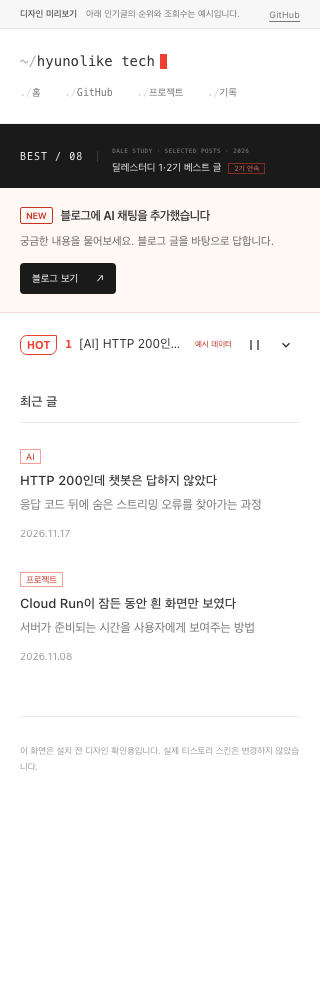 디자인 미리보기 아래 인기글의 순위와 조회수는 예시입니다. GitHub
~/hyunolike tech
./홈 ./GitHub ./프로젝트 ./기록
BEST / 08
DALE STUDY · SELECTED POSTS · 2026
달레스터디 1·2기 베스트 글 2기 연속
NEW 블로그에 AI 채팅을 추가했습니다
궁금한 내용을 물어보세요. 블로그 글을 바탕으로 답합니다.
블로그 보기 ↗
HOT 1 [AI] HTTP 200인... 예시 데이터
최근 글
AI
HTTP 200인데 챗봇은 답하지 않았다
응답 코드 뒤에 숨은 스트리밍 오류를 찾아가는 과정
2026.11.17
프로젝트
Cloud Run이 잠든 동안 흰 화면만 보였다
서버가 준비되는 시간을 사용자에게 보여주는 방법
2026.11.08
이 화면은 설치 전 디자인 확인용입니다. 실제 티스토리 스킨은 변경하지 않았습
니다.